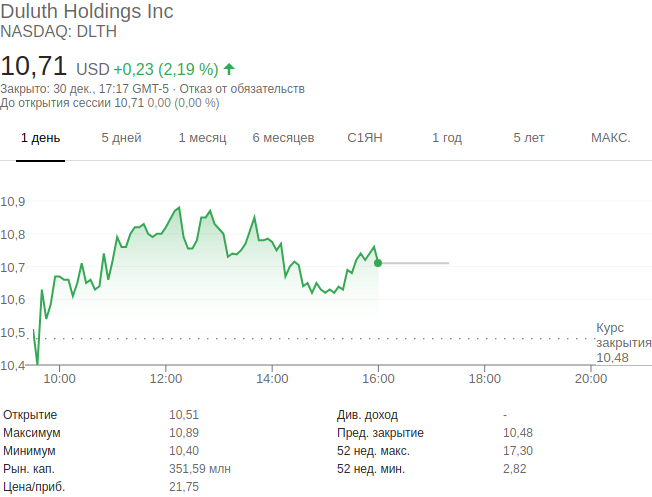 Duluth Holdings Inc
NASDAQ: DLTH
10,71 USD +0,23 (2,19 %)
Закрыто: 30 дек., 17:17 GMT-5 · Отказ от обязательств
До открытия сессии 10,71 0,00 (0,00 %)
1 день 5 дней 1 месяц 6 месяцев С1ЯН 1 год 5 лет МАКС.
10,9
10,8
10,7
10,6
10,5
10,4
Курс
закрытия
10,48
10:00 12:00 14:00 16:00 18:00 20:00
Открытие 10,51 Див. доход -
Максимум 10,89 Пред. закрытие 10,48
Минимум 10,40 52 нед. макс. 17,30
Рын. кап. 351,59 млн 52 нед. мин. 2,82
Цена/приб. 21,75